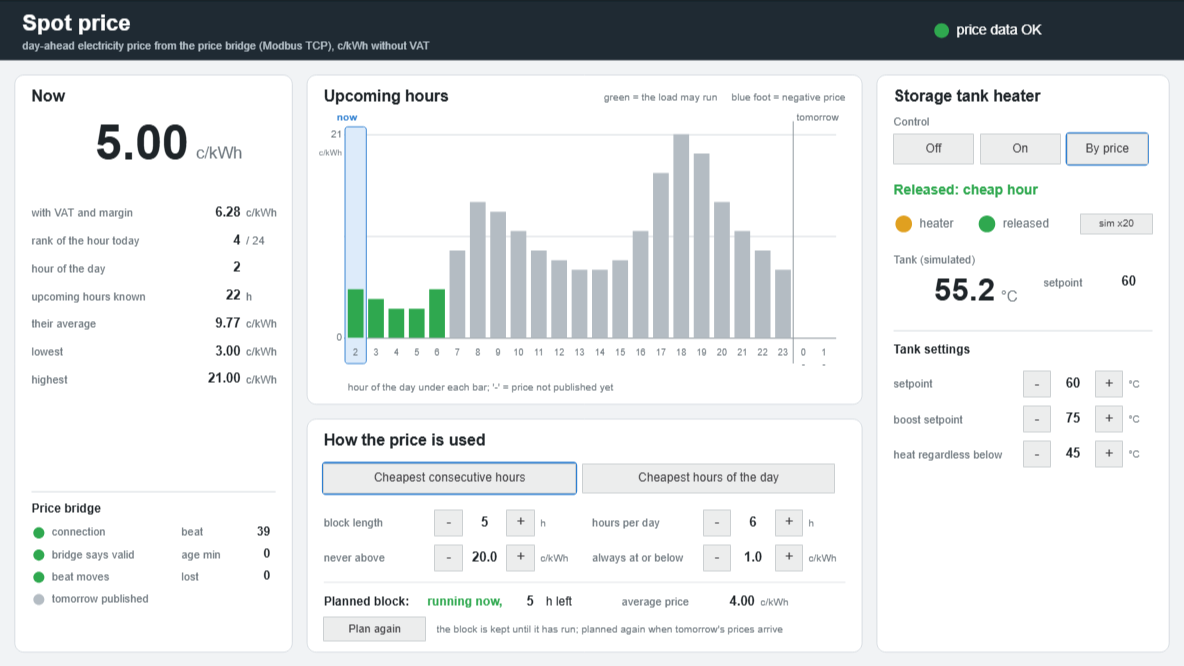 Spot price
day-ahead electricity price from the price bridge (Modbus TCP), c/kWh without VAT
price data OK
Now
5.00 c/kWh
with VAT and margin 6.28 c/kWh
rank of the hour today 4 / 24
hour of the day 2
upcoming hours known 22 h
their average 9.77 c/kWh
lowest 3.00 c/kWh
highest 21.00 c/kWh
Price bridge
connection beat 39
bridge says valid age min 0
beat moves lost 0
tomorrow published
Upcoming hours
green = the load may run blue foot = negative price
now tomorrow
21
c/kWh
0
2 3 4 5 6 7 8 9 10 11 12 13 14 15 16 17 18 19 20 21 22 23 0 1
- -
hour of the day under each bar; '-' = price not published yet
How the price is used
Cheapest consecutive hours Cheapest hours of the day
block length - 5 + h hours per day - 6 + h
never above - 20.0 + c/kWh always at or below - 1.0 + c/kWh
Planned block: running now, 5 h left average price 4.00 c/kWh
Plan again the block is kept until it has run; planned again when tomorrow's prices arrive
Storage tank heater
Control
Off On By price
Released: cheap hour
heater released sim x20
Tank (simulated)
55.2 °C setpoint 60
Tank settings
setpoint - 60 + °C
boost setpoint - 75 + °C
heat regardless below - 45 + °C